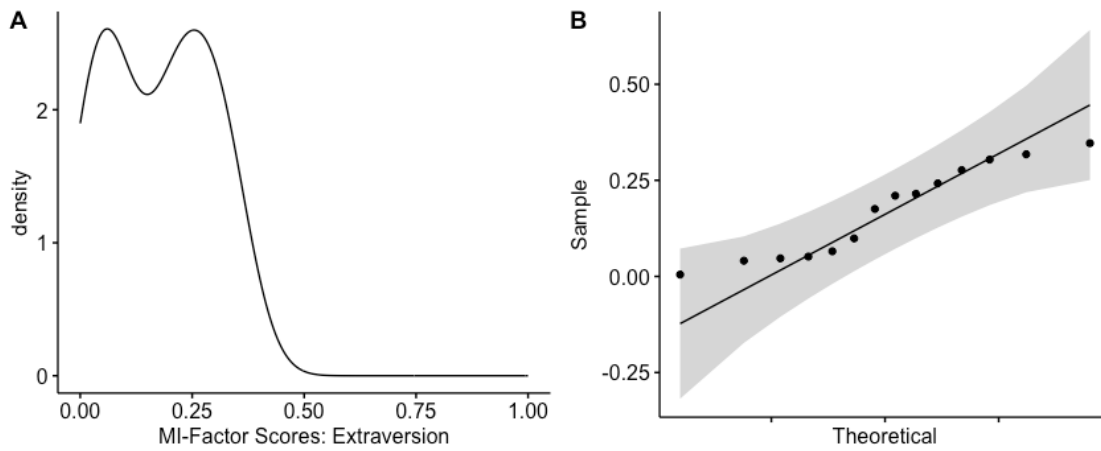 A
density
2
1
0
0.00 0.25 0.50 0.75 1.00
MI-Factor Scores: Extraversion
B
Sample
0.50
0.25
0.00
-0.25
Theoretical